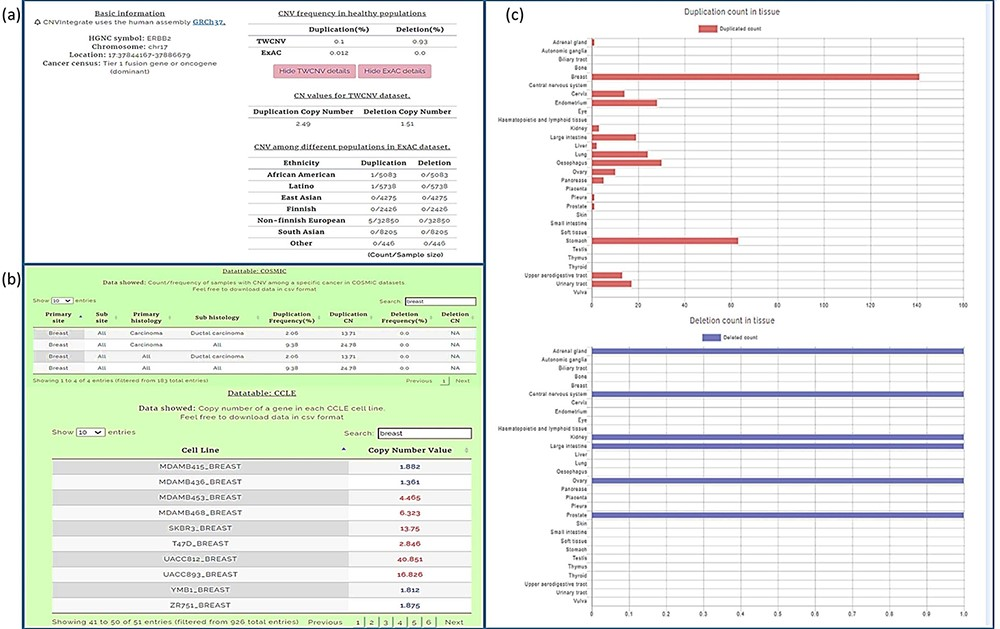 (a)
Basic information
CNVIntegrate uses the human assembly GRCh37.
HGNC symbol: ERBB2
Chromosome: chr17
Location: 17:37844167-37886679
Cancer census: Tier 1 fusion gene or oncogene
(dominant)
CNV frequency in healthy populations
Duplication(%) Deletion(%)
TWCNV 0.1 0.93
ExAC 0.012 0.0
Hide TWCNV details Hide ExAC details
CN values for TWCNV dataset.
Duplication Copy Number Deletion Copy Number
2.49 1.51
CNV among different populations in ExAC dataset.
Ethnicity Duplication Deletion
African American 1/5083 0/5083
Latino 1/5738 0/5738
East Asian 0/4275 0/4275
Finnish 0/2426 0/2426
Non-finnish European 5/32850 0/32850
South Asian 0/8205 0/8205
Other 0/446 0/446
(Count/Sample size)
(b)
Datatable: COSMIC
Data showed: Count/frequency of samples with CNV among a specific cancer in COSMIC datasets.
Feel free to download data in csv format
Show 10 entries Search: breast
Primary site Sub site Primary histology Sub histology Duplication Frequency(%) Duplication CN Deletion Frequency(%) Deletion CN
Breast All Carcinoma Ductal carcinoma 2.06 13.71 0.0 NA
Breast All Carcinoma All 9.38 24.78 0.0 NA
Breast All All Ductal carcinoma 2.06 13.71 0.0 NA
Breast All All All 9.38 24.78 0.0 NA
Showing 1 to 4 of 4 entries (filtered from 183 total entries) Previous 1 Next
Datatable: CCLE
Data showed: Copy number of a gene in each CCLE cell line.
Feel free to download data in csv format
Show 10 entries Search: breast
Cell Line Copy Number Value
MDAMB415_BREAST 1.882
MDAMB436_BREAST 1.361
MDAMB453_BREAST 4.465
MDAMB468_BREAST 6.323
SKBR3_BREAST 13.75
T47D_BREAST 2.846
UACC812_BREAST 40.851
UACC893_BREAST 16.826
YMB1_BREAST 1.812
ZR751_BREAST 1.875
Showing 41 to 50 of 51 entries (filtered from 926 total entries) Previous 1 2 3 4 5 6 Next
(c)
Duplication count in tissue
Duplicated count
Adrenal gland
Autonomic ganglia
Biliary tract
Bone
Breast
Central nervous system
Cervix
Endometrium
Eye
Haematopoietic and lymphoid tissue
Kidney
Large intestine
Liver
Lung
Oesophagus
Ovary
Pancreas
Placenta
Pleura
Prostate
Skin
Small intestine
Soft tissue
Stomach
Testis
Thymus
Thyroid
Upper aerodigestive tract
Urinary tract
Vulva
0 20 40 60 80 100 120 140 160
Deletion count in tissue
Deleted count
Adrenal gland
Autonomic ganglia
Biliary tract
Bone
Breast
Central nervous system
Cervix
Endometrium
Eye
Haematopoietic and lymphoid tissue
Kidney
Large intestine
Liver
Lung
Oesophagus
Ovary
Pancreas
Placenta
Pleura
Prostate
Skin
Small intestine
Soft tissue
Stomach
Testis
Thymus
Thyroid
Upper aerodigestive tract
Urinary tract
Vulva
0 0.1 0.2 0.3 0.4 0.5 0.6 0.7 0.8 0.9 1.0